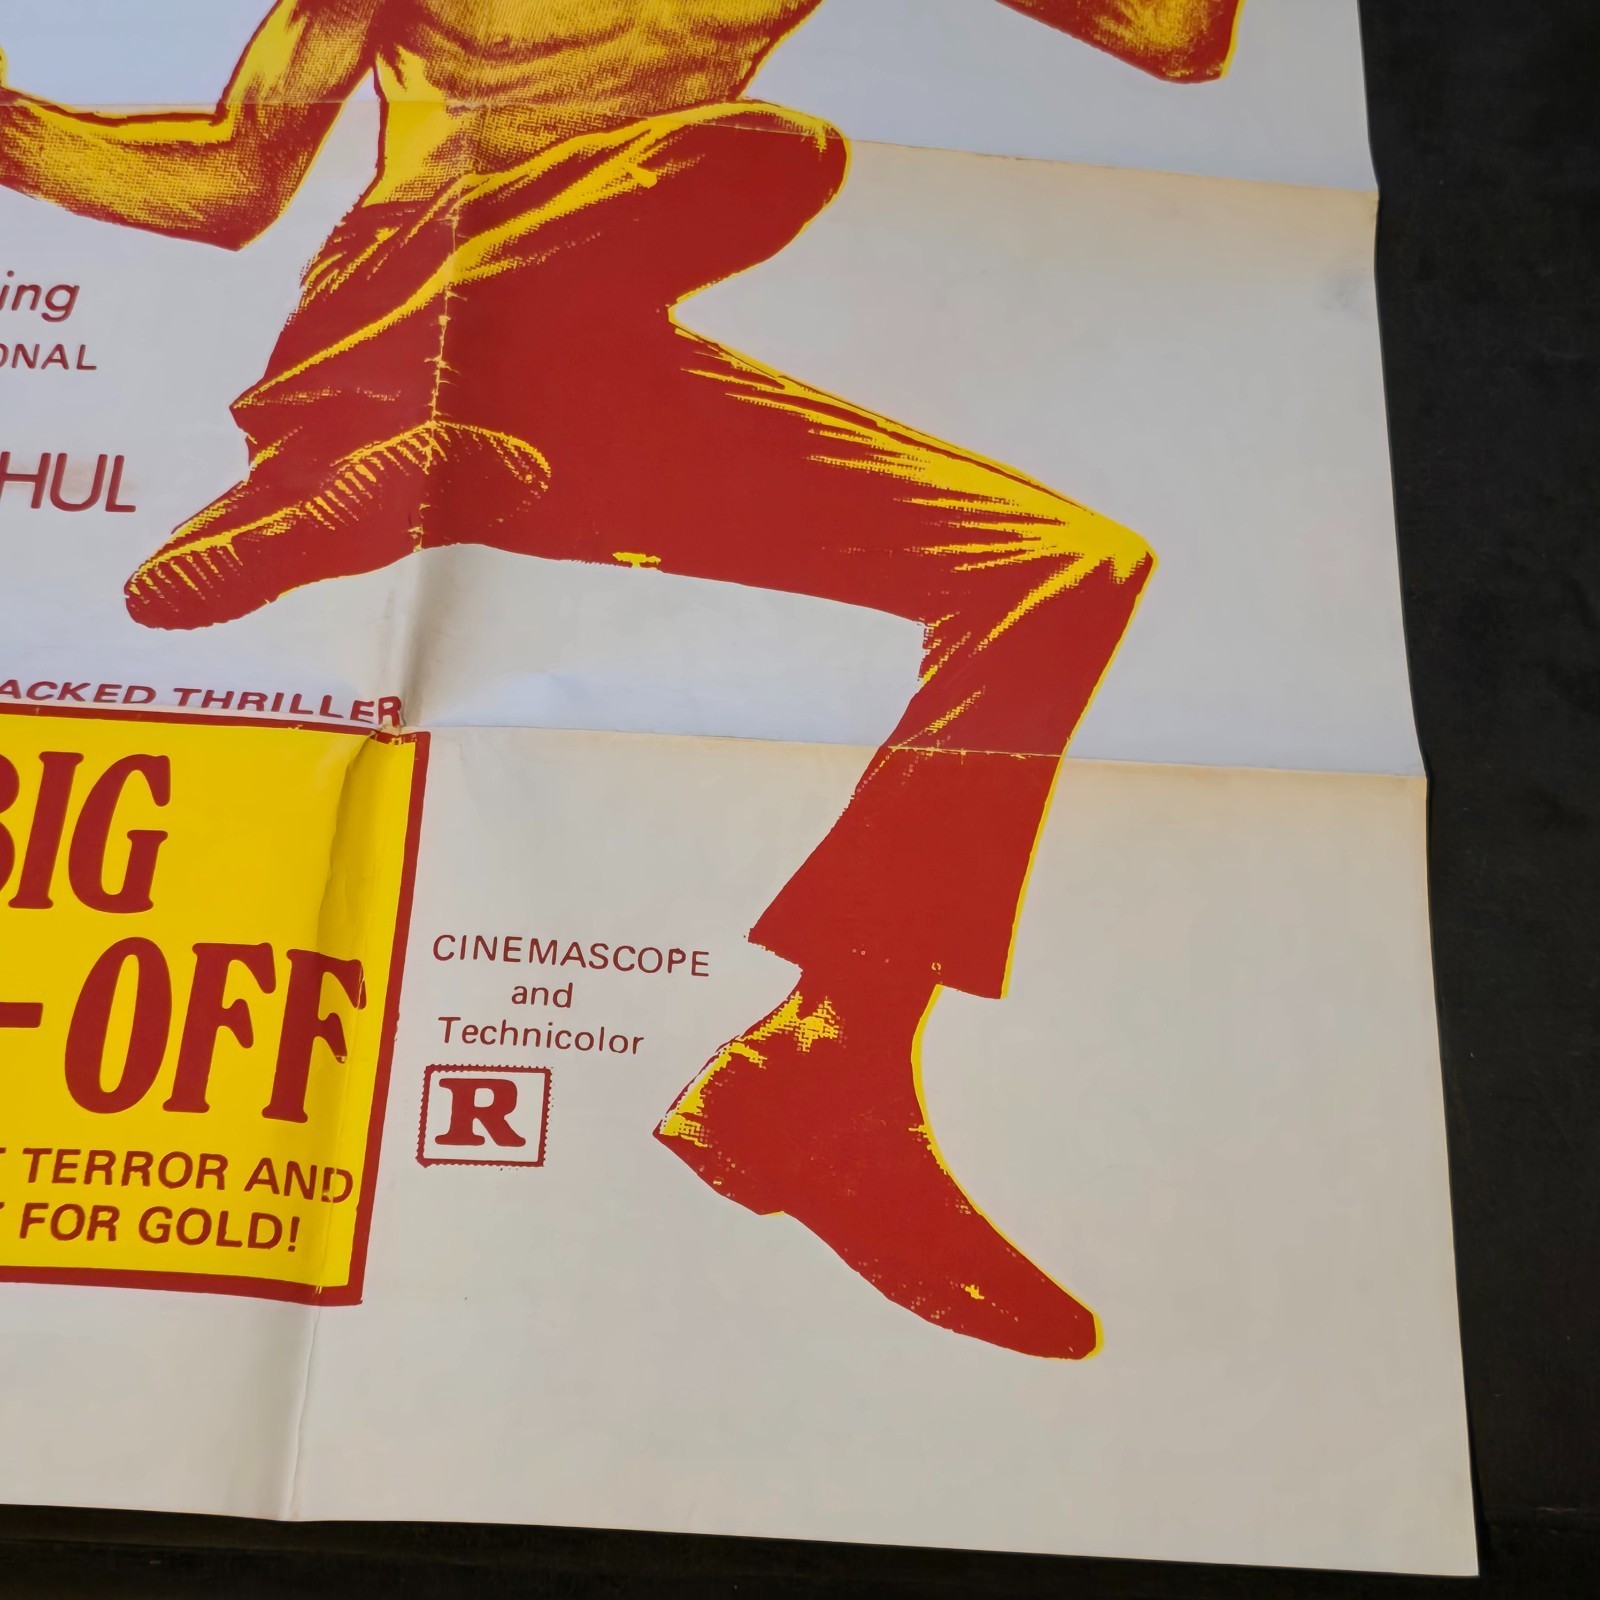 ing
ONAL
HUL
ACKED THRILLER
BIG
-OFF
TERROR AND
FOR GOLD!
CINEMASCOPE
and
Technicolor
R